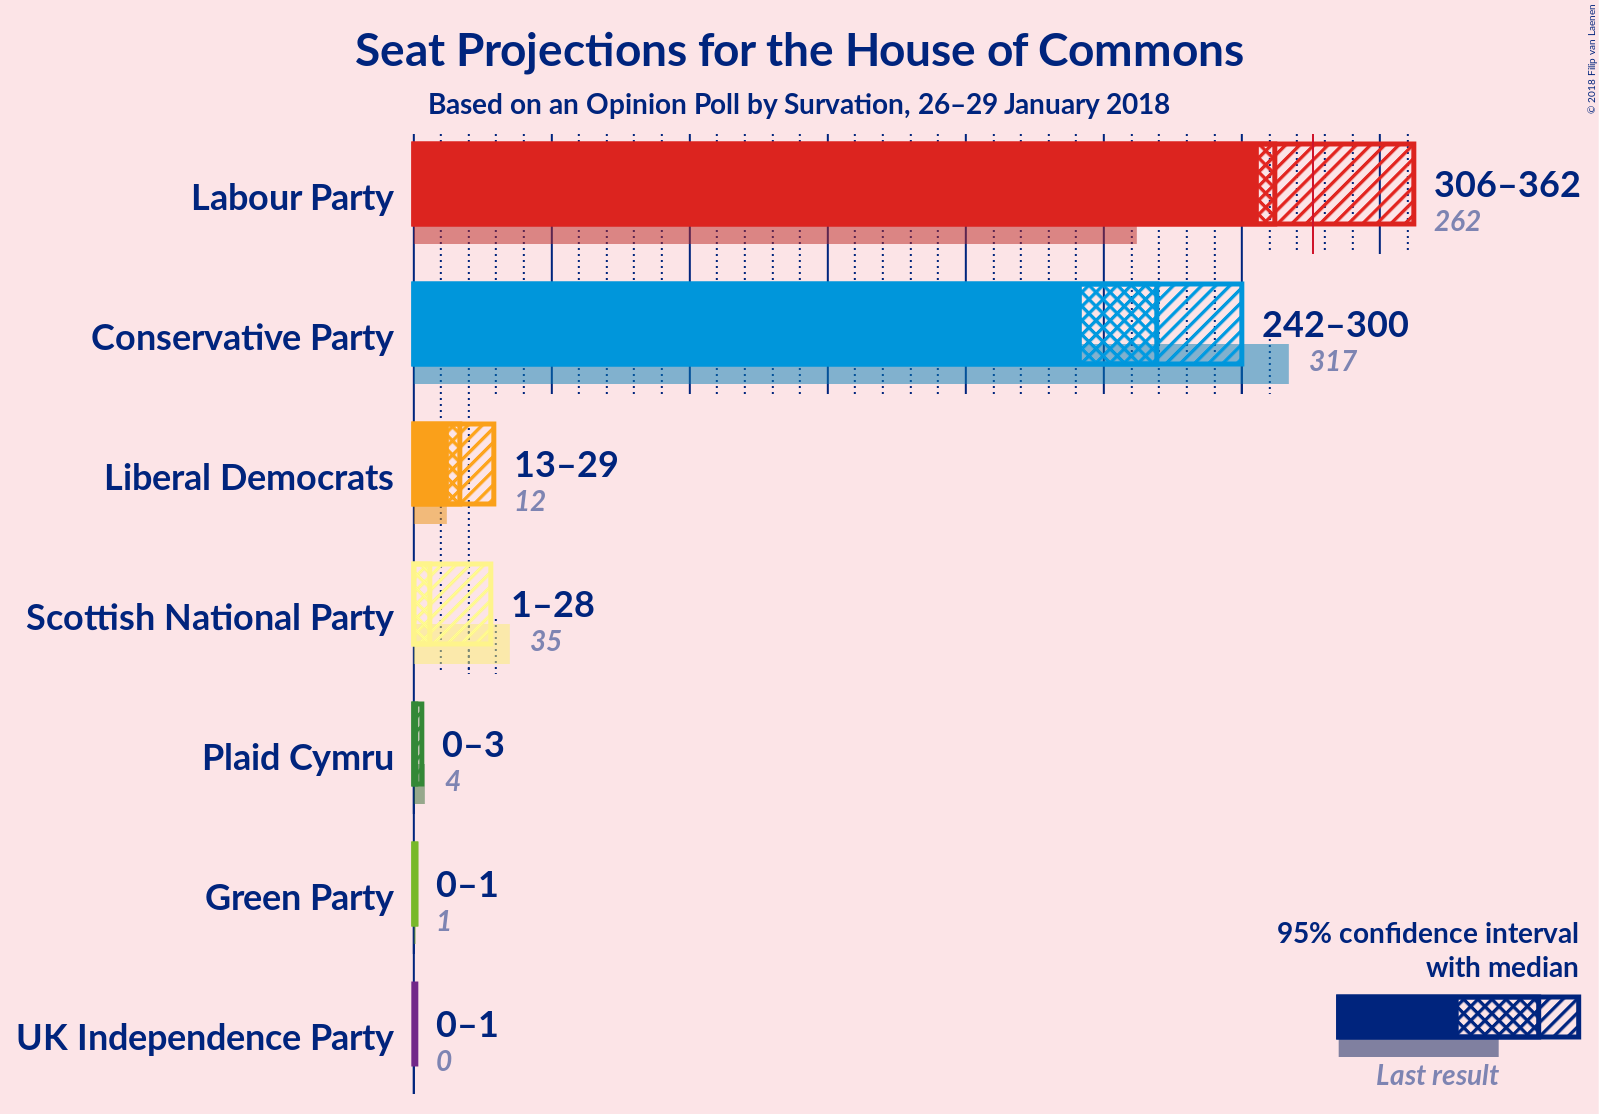 Seat Projections for the House of Commons
Based on an Opinion Poll by Survation, 26–29 January 2018
© 2018 Filip van Laenen
Labour Party
306–362
262
Conservative Party
242–300
317
Liberal Democrats
13–29
12
Scottish National Party
1–28
35
Plaid Cymru
0–3
4
Green Party
0–1
1
UK Independence Party
0–1
0
95% confidence interval
with median
Last result